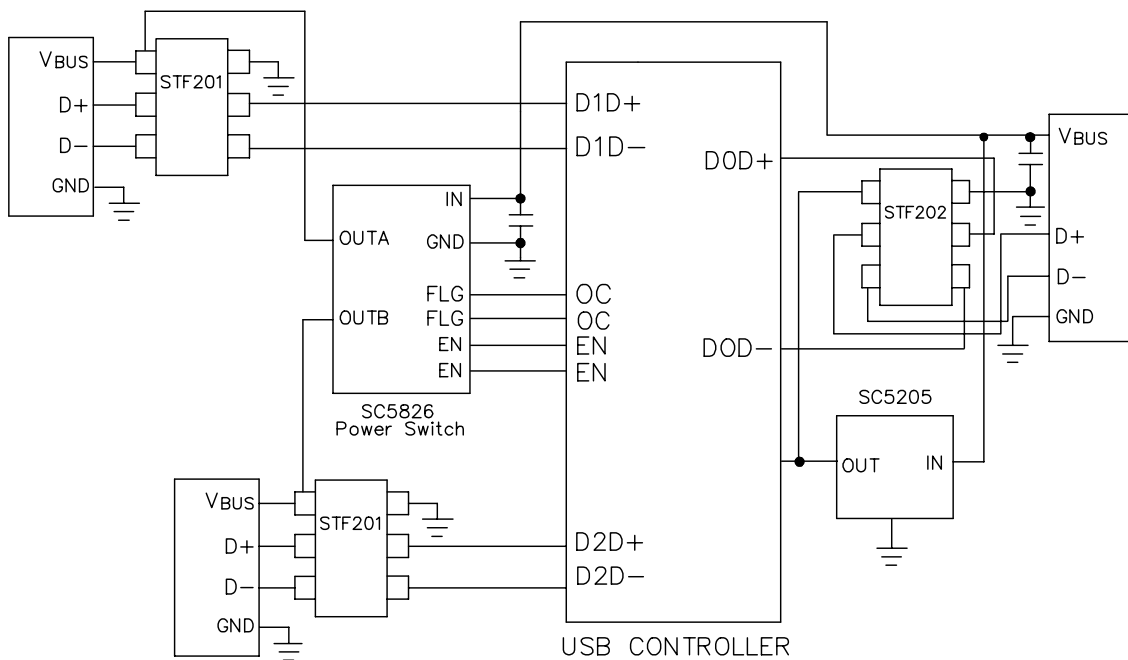 VBUS
D+
D−
GND
STF201
D1D+
D1D−
IN
GND
OUTA
FLG
FLG
OUTB
EN
EN
SC5826
Power Switch
OC
OC
EN
EN
DOD+
DOD−
STF202
VBUS
D+
D−
GND
SC5205
OUT
IN
VBUS
D+
D−
GND
STF201
D2D+
D2D−
USB CONTROLLER